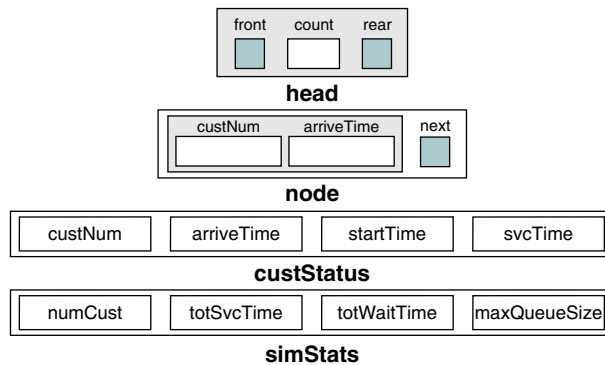 front count rear
head
custNum arriveTime next
node
custNum arriveTime startTime svcTime
custStatus
numCust totSvcTime totWaitTime maxQueueSize
simStats